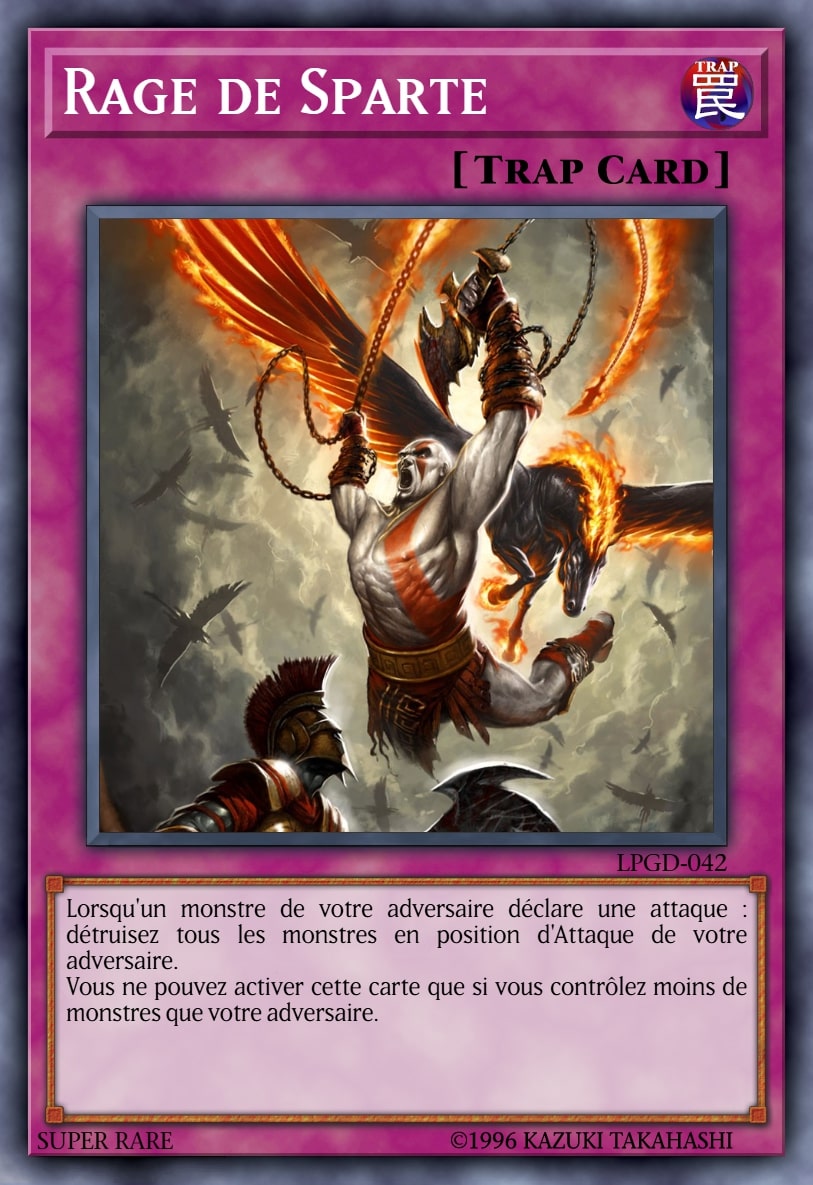 Rage de Sparte
TRAP
罠
[Trap Card]
LPGD-042
Lorsqu'un monstre de votre adversaire déclare une attaque :
détruisez tous les monstres en position d'Attaque de votre
adversaire.
Vous ne pouvez activer cette carte que si vous contrôlez moins de
monstres que votre adversaire.
SUPER RARE
©1996 KAZUKI TAKAHASHI